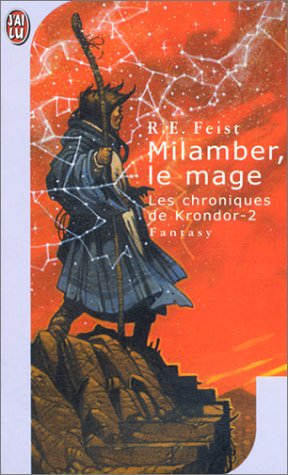 J'AI
LU
R.E. Feist
Milamber,
le mage
Les chroniques
de Krondor-2
Fantasy